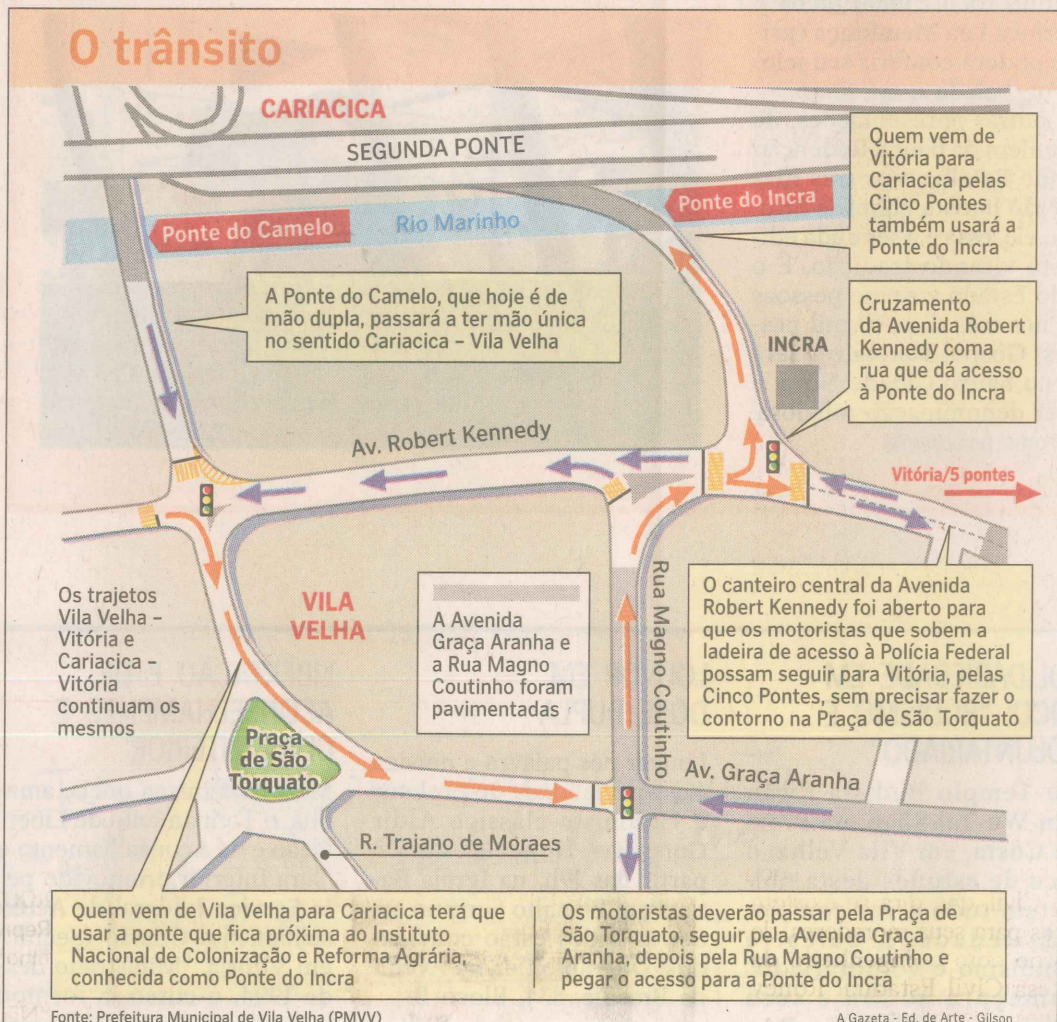 O trânsito
CARIACICA
SEGUNDA PONTE
Quem vem de
Vitória para
Cariacica pelas
Cinco Pontes
também usará a
Ponte do Incra
Ponte do Camelo
Rio Marinho
Ponte do Incra
A Ponte do Camelo, que hoje é de
mão dupla, passará a ter mão única
no sentido Cariacica – Vila Velha
INCRA
Cruzamento
da Avenida Robert
Kennedy coma
rua que dá acesso
à Ponte do Incra
Av. Robert Kennedy
Vitória/5 pontes
Os trajetos
Vila Velha –
Vitória e
Cariacica –
Vitória
continuam os
mesmos
VILA
VELHA
A Avenida
Graça Aranha e
a Rua Magno
Coutinho foram
pavimentadas
Rua Magno Coutinho
O canteiro central da Avenida
Robert Kennedy foi aberto para
que os motoristas que sobem a
ladeira de acesso à Polícia Federal
possam seguir para Vitória, pelas
Cinco Pontes, sem precisar fazer o
contorno na Praça de São Torquato
Praça
de São
Torquato
Av. Graça Aranha
R. Trajano de Moraes
Quem vem de Vila Velha para Cariacica terá que
usar a ponte que fica próxima ao Instituto
Nacional de Colonização e Reforma Agrária,
conhecida como Ponte do Incra
Os motoristas deverão passar pela Praça de
São Torquato, seguir pela Avenida Graça
Aranha, depois pela Rua Magno Coutinho e
pegar o acesso para a Ponte do Incra
Fonte: Prefeitura Municipal de Vila Velha (PMVV)
A Gazeta - Ed. de Arte - Gilson